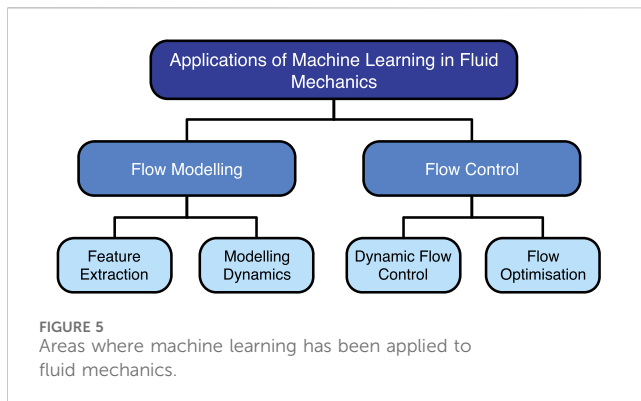 Applications of Machine Learning in Fluid
Mechanics
Flow Modelling
Flow Control
Feature
Extraction
Modelling
Dynamics
Dynamic Flow
Control
Flow
Optimisation
FIGURE 5
Areas where machine learning has been applied to
fluid mechanics.